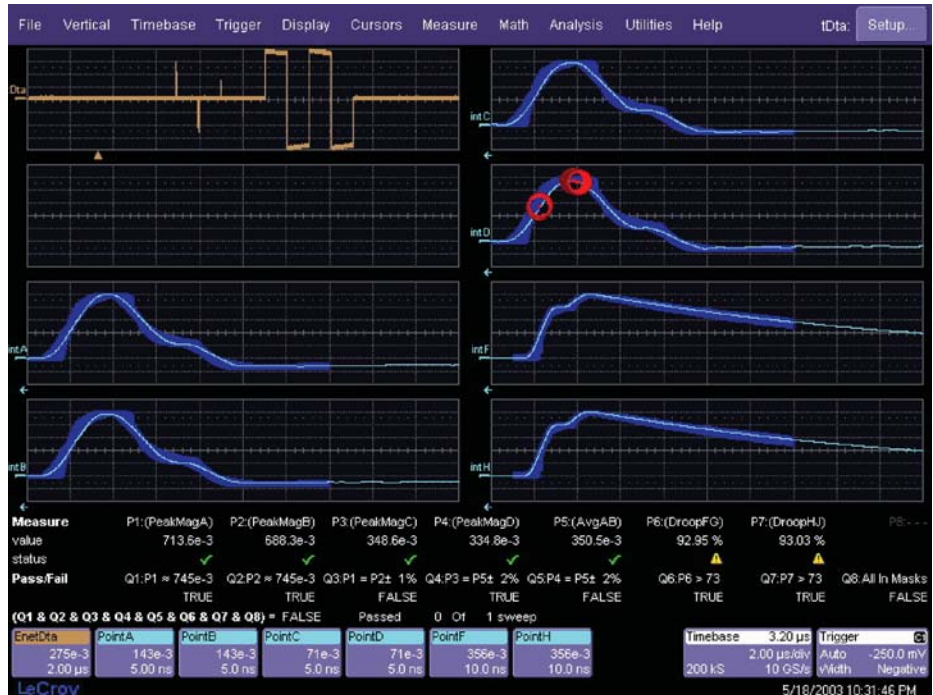 File Vertical Timebase Trigger Display Cursors Measure Math Analysis Utilities Help tDta: Setup...
Dta
intC
intD
intA
intF
intB
intH
Measure P1:(PeakMagA) P2:(PeakMagB) P3:(PeakMagC) P4:(PeakMagD) P5:(AvgAB) P6:(DroopFG) P7:(DroopHJ) P8:- - -
value 713.6e-3 688.3e-3 348.6e-3 334.8e-3 350.5e-3 92.95 % 93.03 %
status
Pass/Fail Q1:P1 ≈ 745e-3 Q2:P2 ≈ 745e-3 Q3:P1 = P2± 1% Q4:P3 = P5± 2% Q5:P4 = P5± 2% Q6:P6 > 73 Q7:P7 > 73 Q8:All In Masks
TRUE TRUE FALSE TRUE FALSE TRUE TRUE FALSE
(Q1 & Q2 & Q3 & Q4 & Q5 & Q6 & Q7 & Q8) = FALSE Passed 0 Of 1 sweep
EnetDta PointA PointB PointC PointD PointF PointH Timebase 3.20 µs Trigger C1
275e-3 143e-3 143e-3 71e-3 71e-3 356e-3 356e-3 2.00 µs/div Auto -250.0 mV
2.00 µs 5.00 ns 5.0 ns 5.0 ns 5.0 ns 10.0 ns 10.0 ns 200 kS 10 GS/s Width Negative
LeCroy 5/18/2003 10:31:46 PM